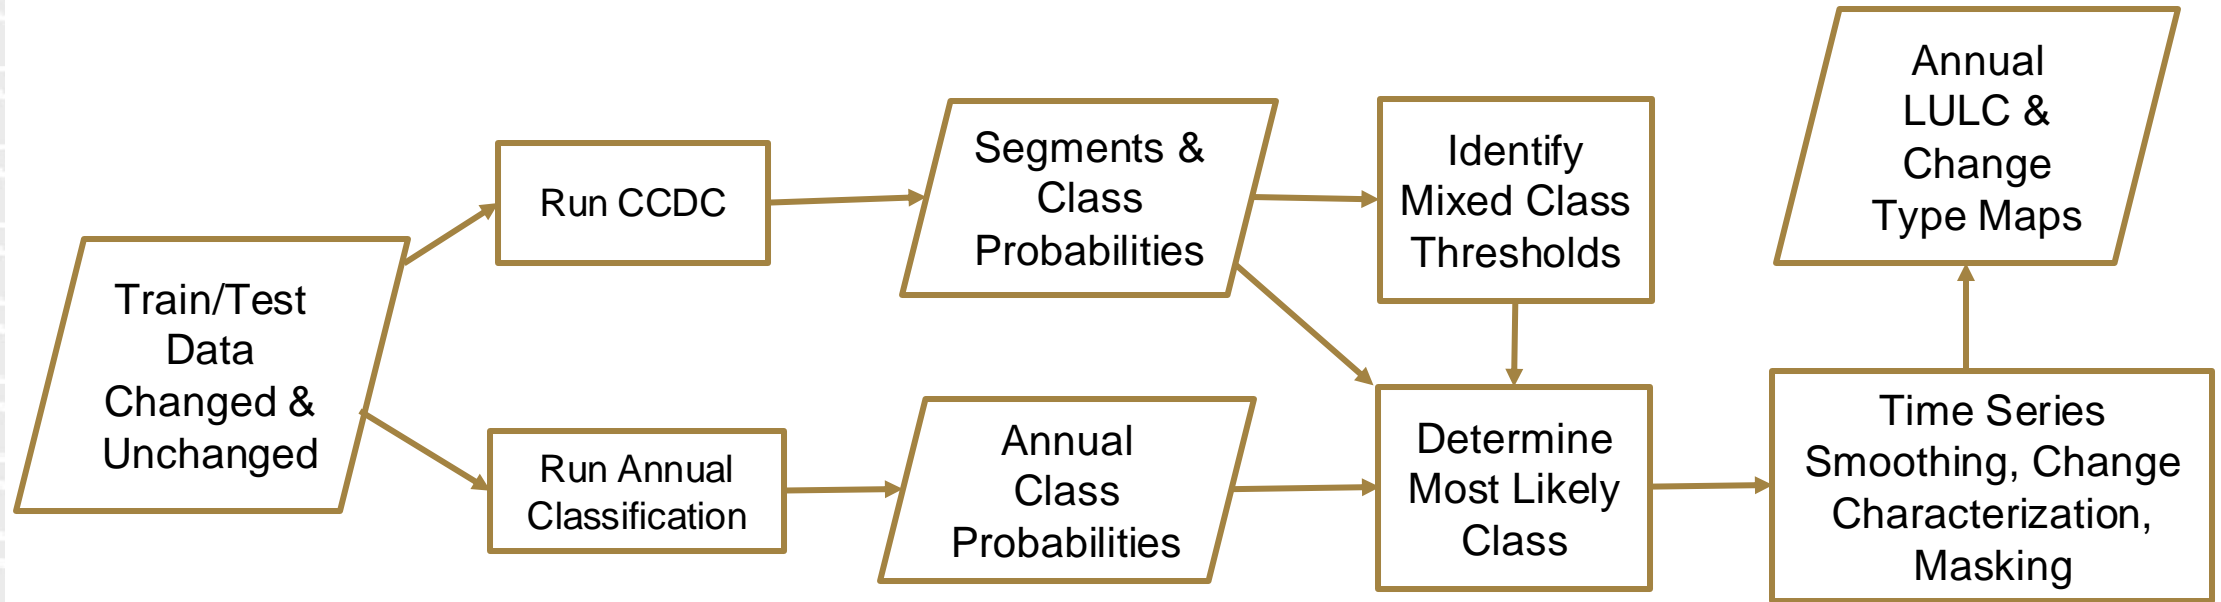 Train/Test
Data
Changed &
Unchanged
Run CCDC
Segments &
Class
Probabilities
Identify
Mixed Class
Thresholds
Run Annual
Classification
Annual
Class
Probabilities
Determine
Most Likely
Class
Time Series
Smoothing, Change
Characterization,
Masking
Annual
LULC &
Change
Type Maps